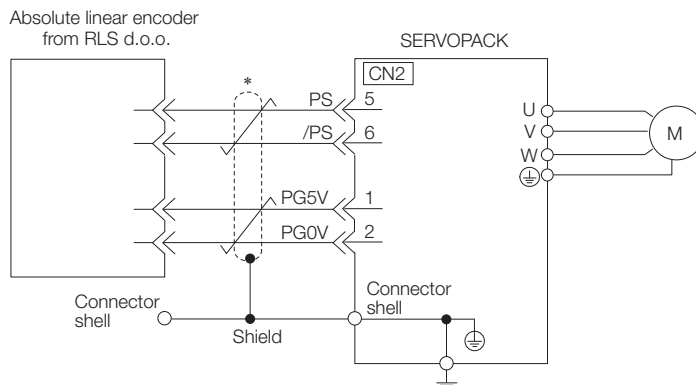 Absolute linear encoder
from RLS d.o.o.
SERVOPACK
CN2
*
PS
5
/PS
6
PG5V
1
PG0V
2
U
V
W
M
Connector
shell
Shield
Connector
shell